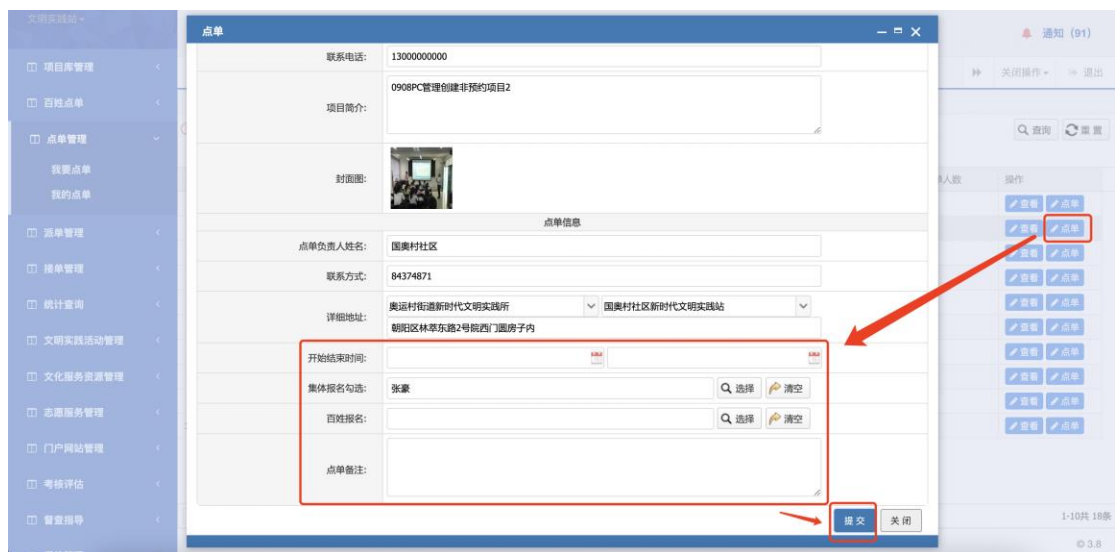 文明实践站
点单
通知 (91)
联系电话: 13000000000
项目库管理
关闭操作 退出
项目简介: 0908PC管理创建非预约项目2
百姓点单
点单管理
查询 重置
我要点单
我的点单
封面图:
人数 操作
查看 点单
点单信息
派单管理
查看 点单
点单负责人姓名: 国奥村社区
查看 点单
接单管理
联系方式: 84374871
查看 点单
统计查询
详细地址: 奥运村街道新时代文明实践所 国奥村社区新时代文明实践站
查看 点单
朝阳区林萃东路2号院西门圆房子内
查看 点单
文明实践活动管理
开始结束时间:
查看 点单
文化服务资源管理
集体报名勾选: 张豪 选择 清空
查看 点单
志愿服务管理
百姓报名: 选择 清空
查看 点单
查看 点单
门户网站管理
点单备注:
考核评估
督查指导
提交 关闭
1-10共 18条
© 3.8